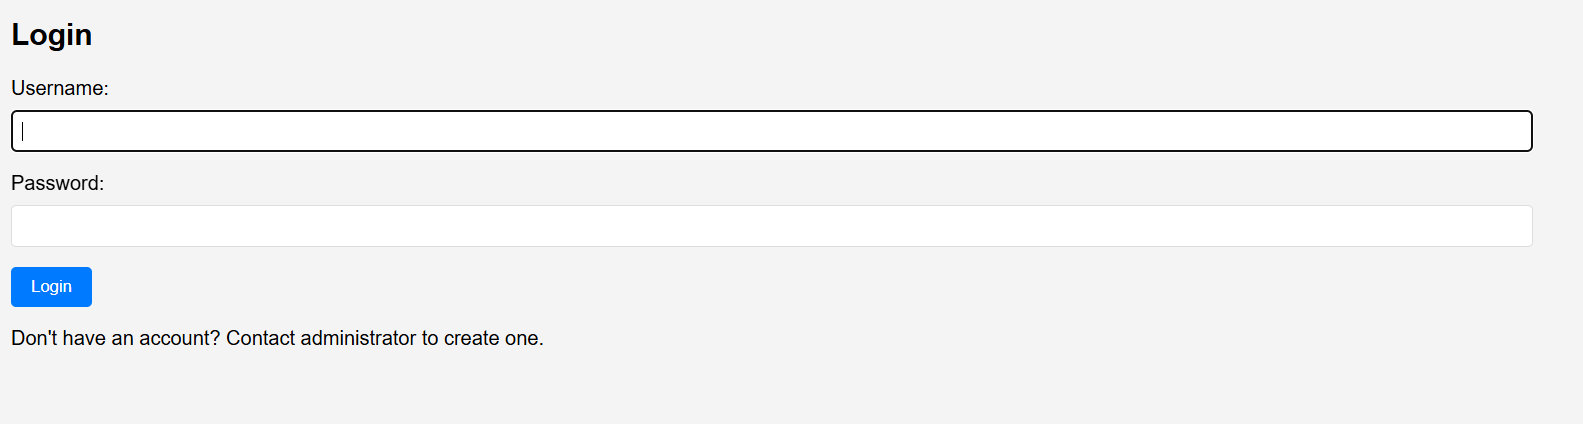 Login
Username:
Password:
Login
Don't have an account? Contact administrator to create one.